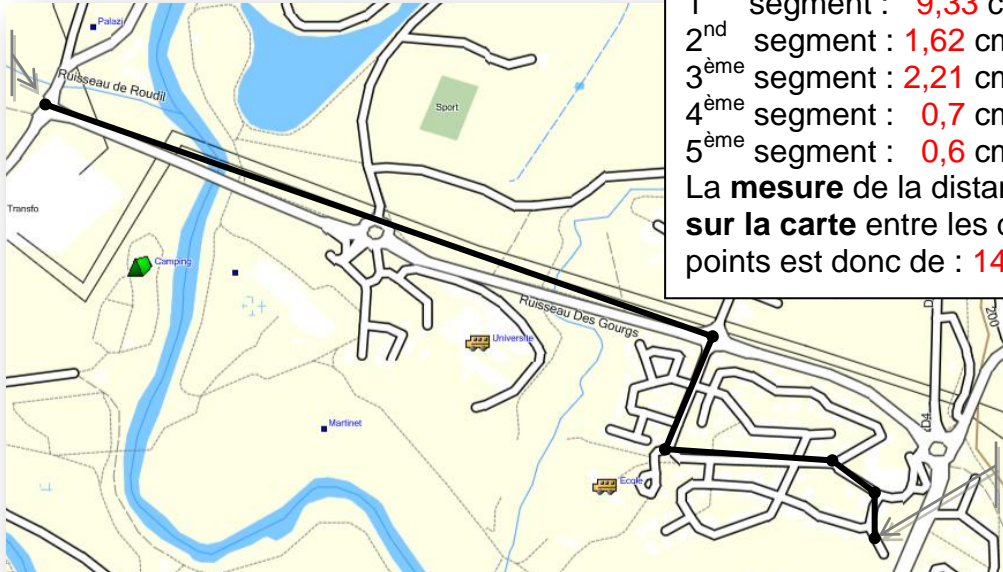 1 segment : 9,33 c
2nd segment : 1,62 cm
3ème segment : 2,21 cm
4ème segment : 0,7 cm
5ème segment : 0,6 cm
La mesure de la distan
sur la carte entre les d
points est donc de : 14
Palazi
Ruisseau de Roudil
Sport
Transfo
Camping
Université
Ruisseau Des Gourgs
Martinet
Ecole
D4
200